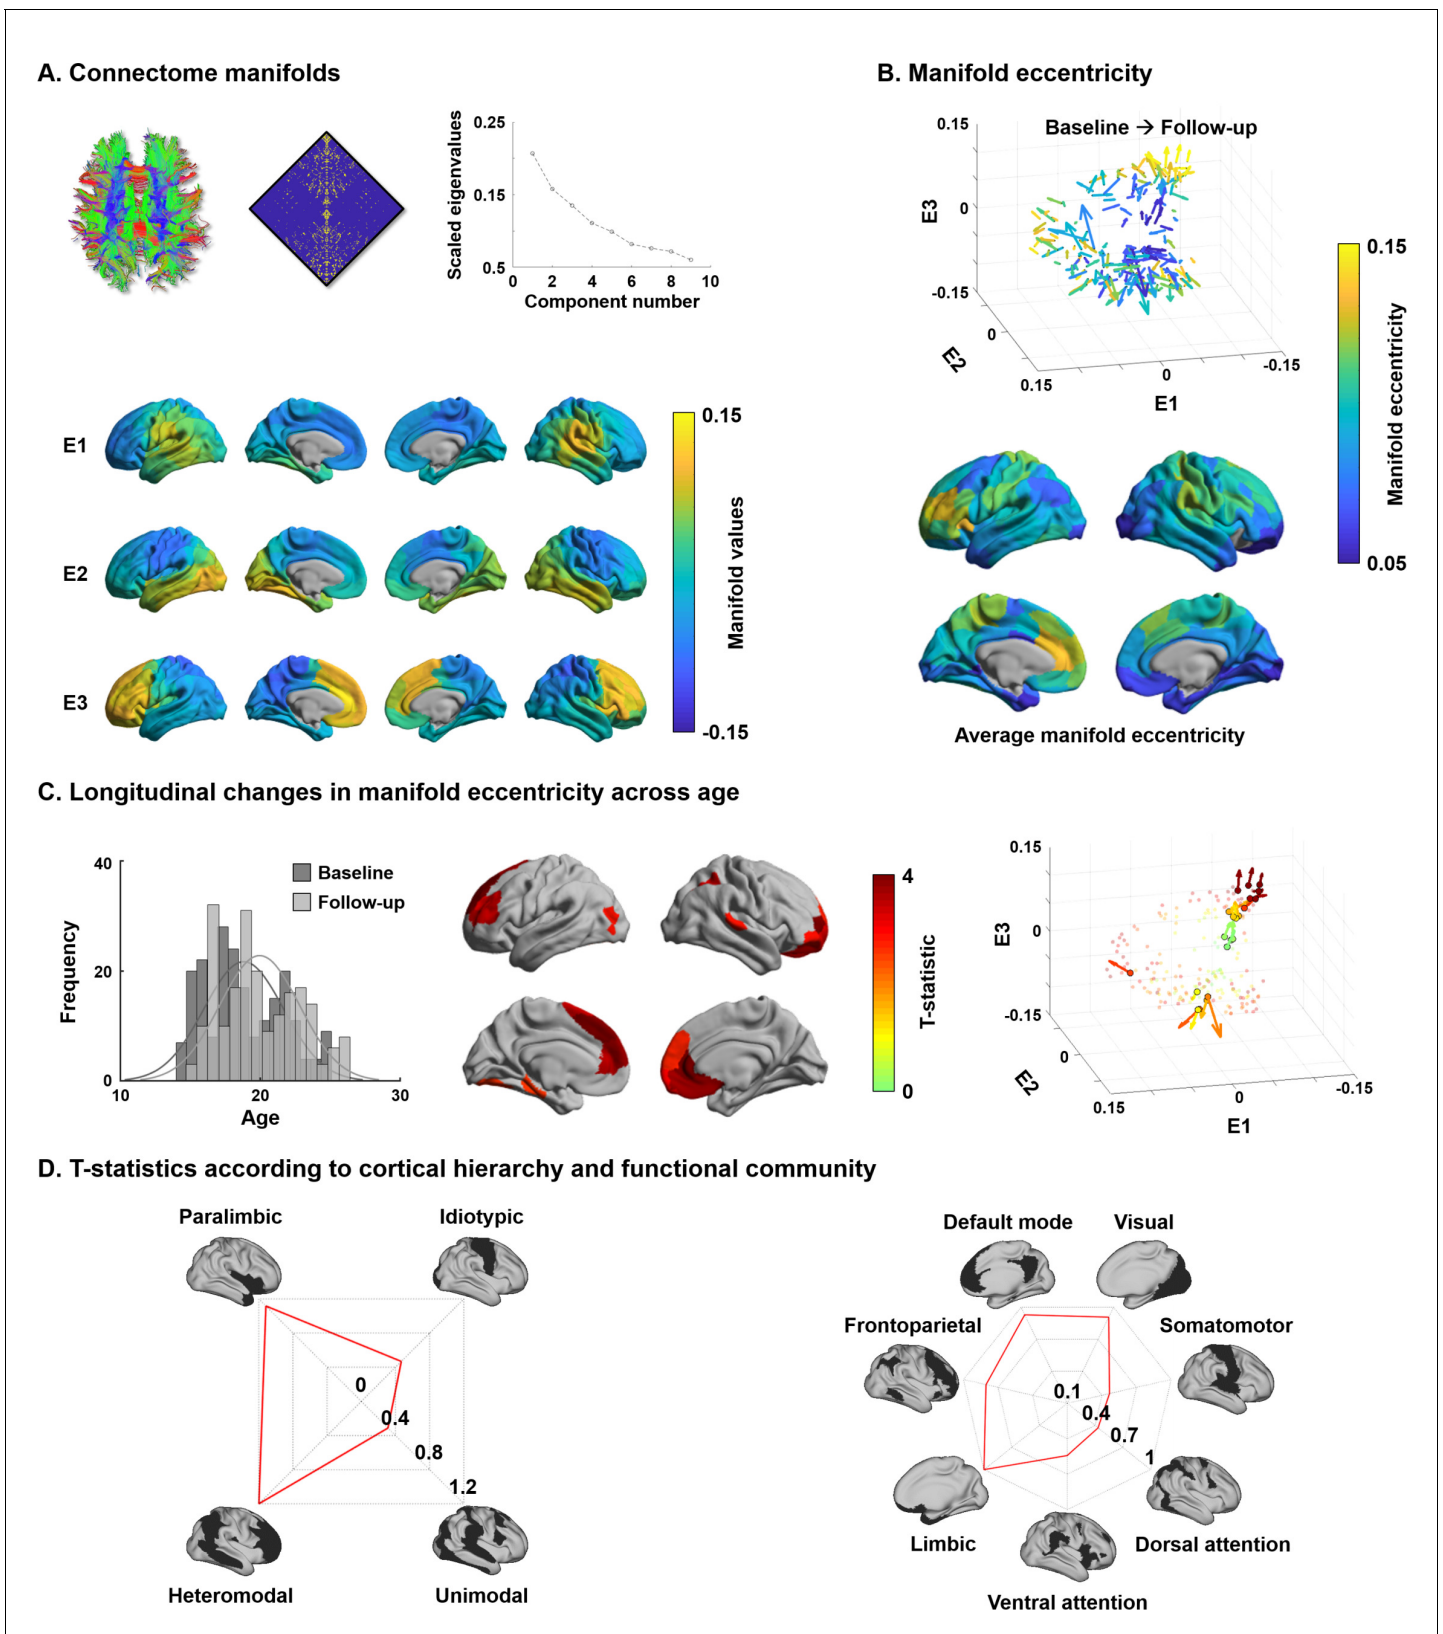 A. Connectome manifolds
Scaled eigenvalues
0.25
0.15
0.5
0 2 4 6 8 10
Component number
E1
E2
E3
0.15
Manifold values
-0.15
B. Manifold eccentricity
Baseline → Follow-up
0.15
0
-0.15
E3
0
0.15
E2
0
-0.15
E1
0.15
Manifold eccentricity
0.05
Average manifold eccentricity
C. Longitudinal changes in manifold eccentricity across age
40
20
0
Frequency
Baseline
Follow-up
10 20 30
Age
4
T-statistic
0
0.15
0
-0.15
E3
0
0.15
E2
0
-0.15
E1
D. T-statistics according to cortical hierarchy and functional community
Paralimbic Idiotypic
0
0.4
0.8
1.2
Heteromodal Unimodal
Default mode Visual
Frontoparietal Somatomotor
0.1
0.4
0.7
1
Limbic Dorsal attention
Ventral attention